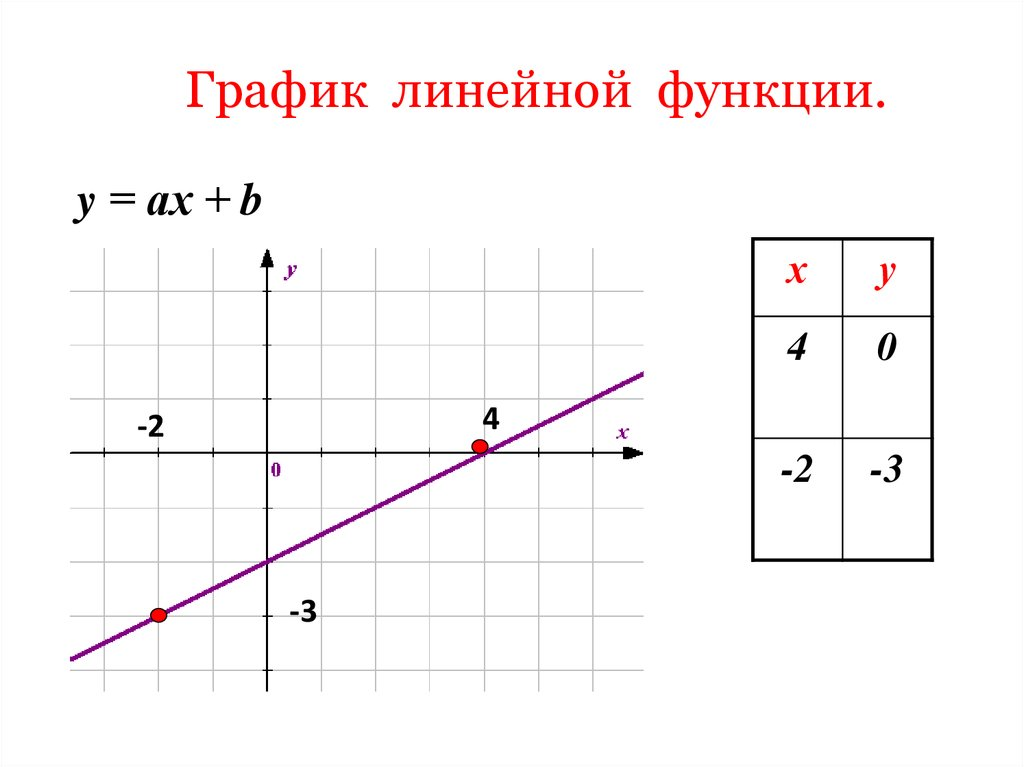 График линейной функции.
y = ax + b
y
-2
4
x
0
-3
x y
4 0
-2 -3